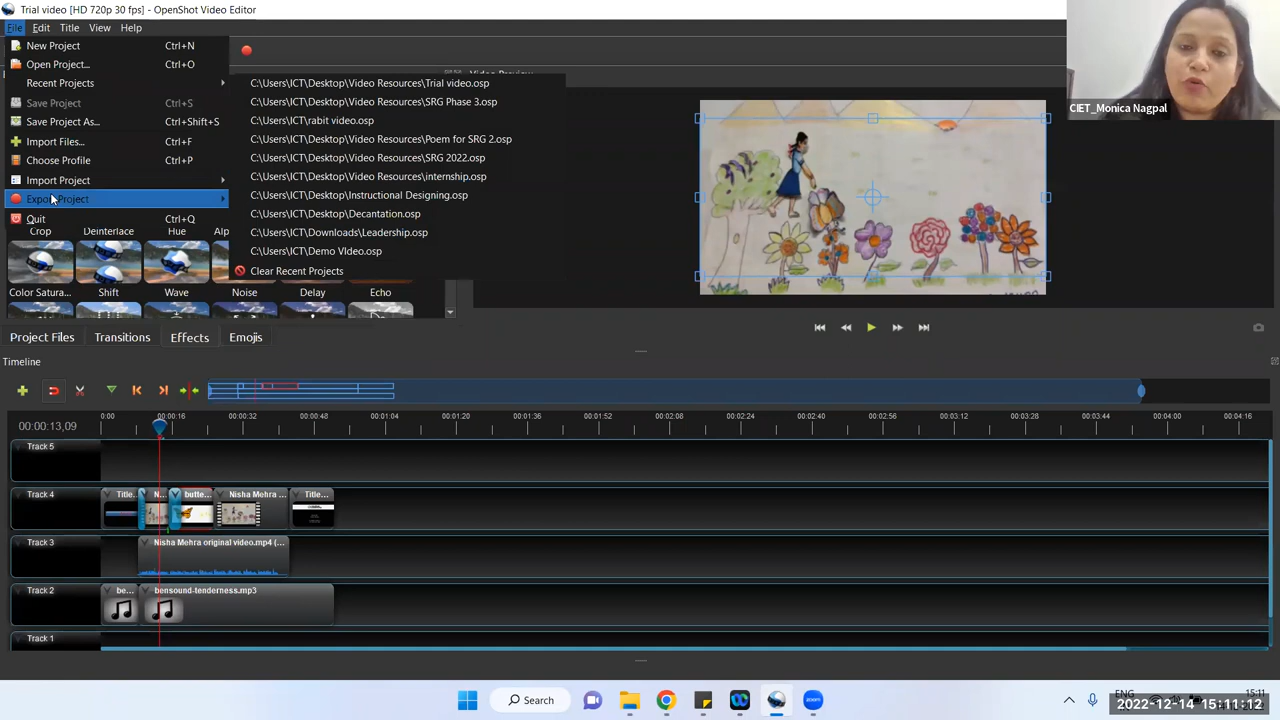 Trial video [HD 720p 30 fps] - OpenShot Video Editor
File Edit Title View Help
New Project Ctrl+N
Open Project... Ctrl+O
Recent Projects
Save Project Ctrl+S
Save Project As... Ctrl+Shift+S
Import Files... Ctrl+F
Choose Profile Ctrl+P
Import Project
Export Project
Quit Ctrl+Q
C:\Users\ICT\Desktop\Video Resources\Trial video.osp
C:\Users\ICT\Desktop\Video Resources\SRG Phase 3.osp
C:\Users\ICT\rabit video.osp
C:\Users\ICT\Desktop\Video Resources\Poem for SRG 2.osp
C:\Users\ICT\Desktop\Video Resources\SRG 2022.osp
C:\Users\ICT\Desktop\Video Resources\internship.osp
C:\Users\ICT\Desktop\Instructional Designing.osp
C:\Users\ICT\Desktop\Decantation.osp
C:\Users\ICT\Downloads\Leadership.osp
C:\Users\ICT\Demo VIdeo.osp
Clear Recent Projects
Video Preview
CIET_Monica Nagpal
Crop Deinterlace Hue Alp
Color Satura... Shift Wave Noise Delay Echo
Project Files Transitions Effects Emojis
Timeline
00:00:13,09
0:00 00:00:16 00:00:32 00:00:48 00:01:04 00:01:20 00:01:36 00:01:52 00:02:08 00:02:24 00:02:40 00:02:56 00:03:12 00:03:28 00:03:44 00:04:00 00:04:16
Track 5
Track 4
Title... N... butte... Nisha Mehra ... Title...
Track 3
Nisha Mehra original video.mp4 (...
Track 2
be... bensound-tenderness.mp3
Track 1
Search
zoom
ENG
15:11
2022-12-14 15:11:12